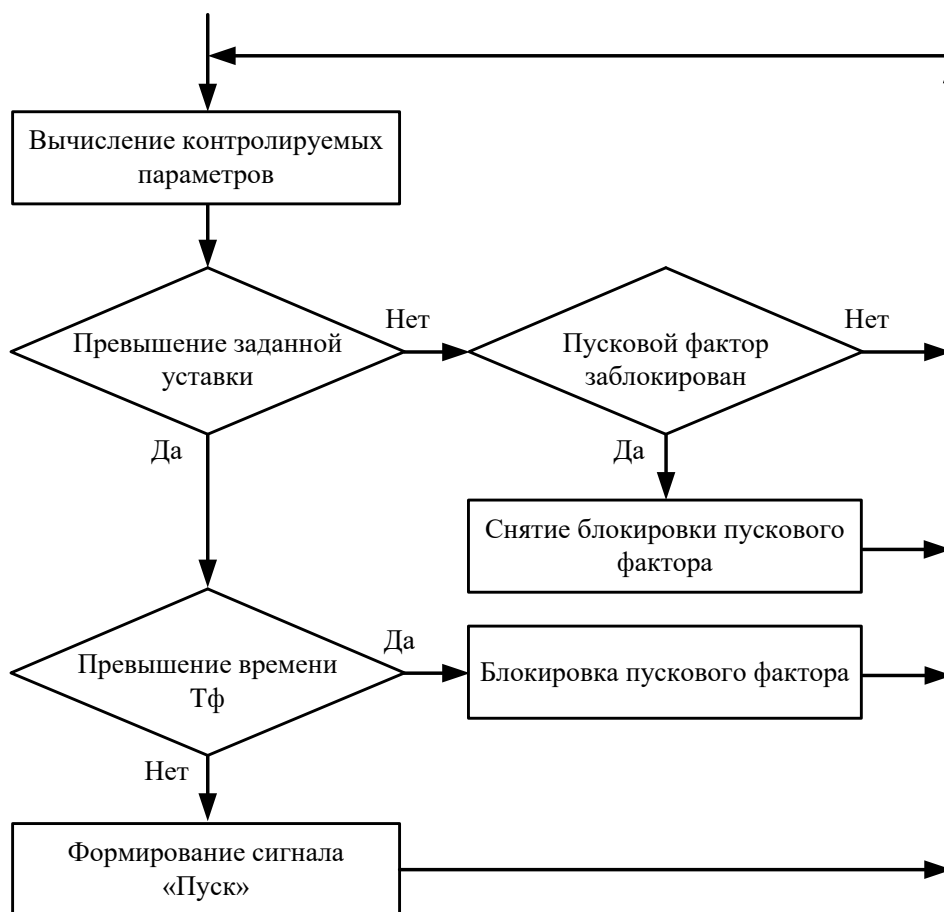 Вычисление контролируемых
параметров
Превышение заданной
уставки
Нет
Пусковой фактор
заблокирован
Нет
Да
Да
Снятие блокировки пускового
фактора
Превышение времени
Тф
Да
Блокировка пускового фактора
Нет
Формирование сигнала
«Пуск»